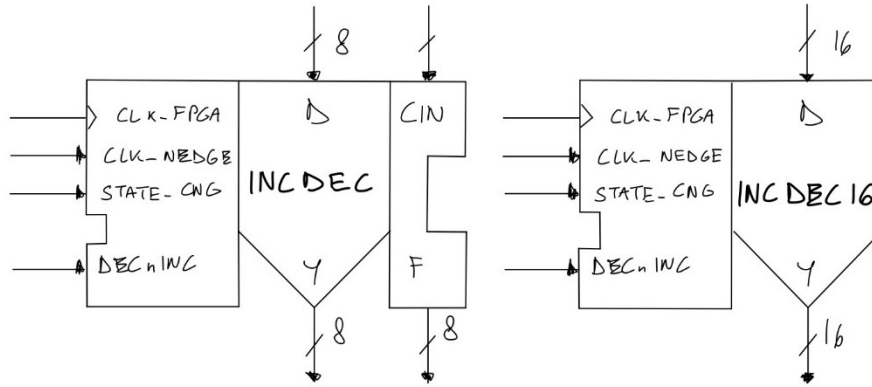 8
16
CLK_FPGA
D
CIN
CLK_FPGA
D
CLK_NEDGE
CLK_NEDGE
STATE_CNG
INCDEC
STATE_CNG
INCDEC16
DECnINC
Y
F
DECnINC
Y
8
8
16